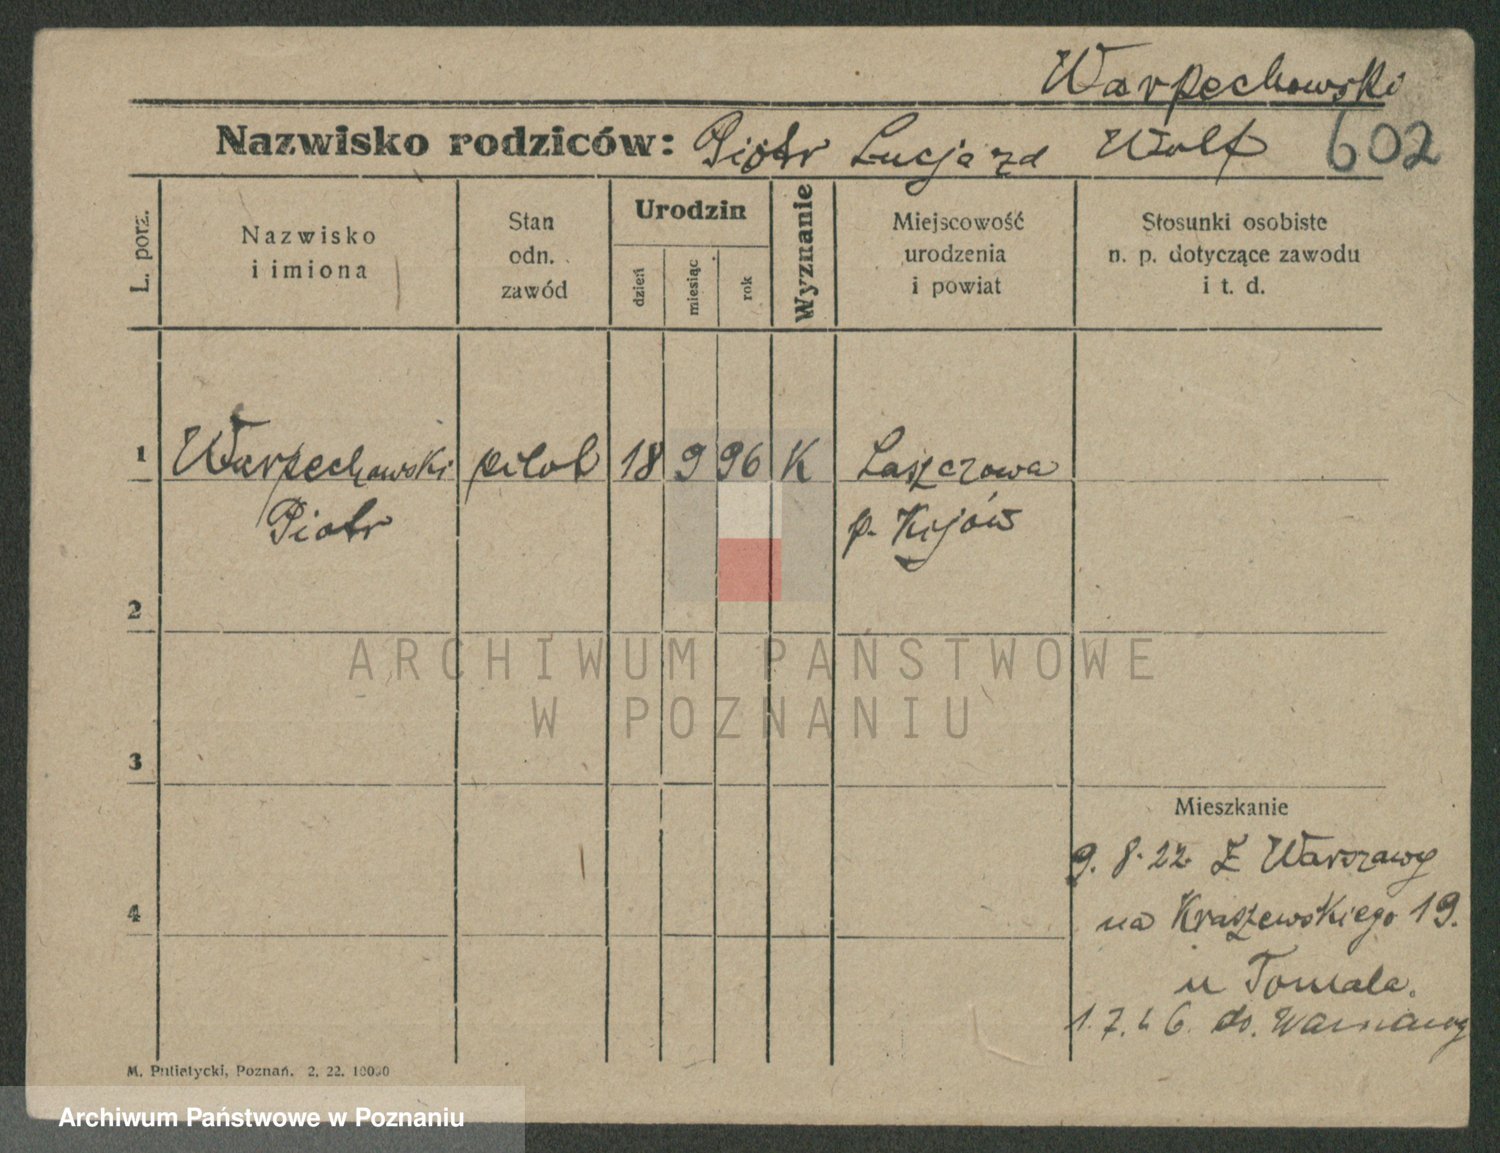 Warpechowski
Nazwisko rodziców: Piotr Łucja zd Wolf 602
L. porz.
Nazwisko
i imiona
Stan
odn.
zawód
Urodzin
dzień
miesiąc
rok
Wyznanie
Miejscowość
urodzenia
i powiat
Stosunki osobiste
n. p. dotyczące zawodu
i t. d.
1 Warpechowski pilot 18 9 96 K Laszczowa
Piotr p. Kijów
2
ARCHIWUM PAŃSTWOWE
W POZNANIU
3
Mieszkanie
9. 8. 22. Z Warszawy
4
na Kraszewskiego 19.
u Tomala.
1. 7. 26. do. Warszawy
M. Putiatycki, Poznań. 2. 22. 10000
Archiwum Państwowe w Poznaniu